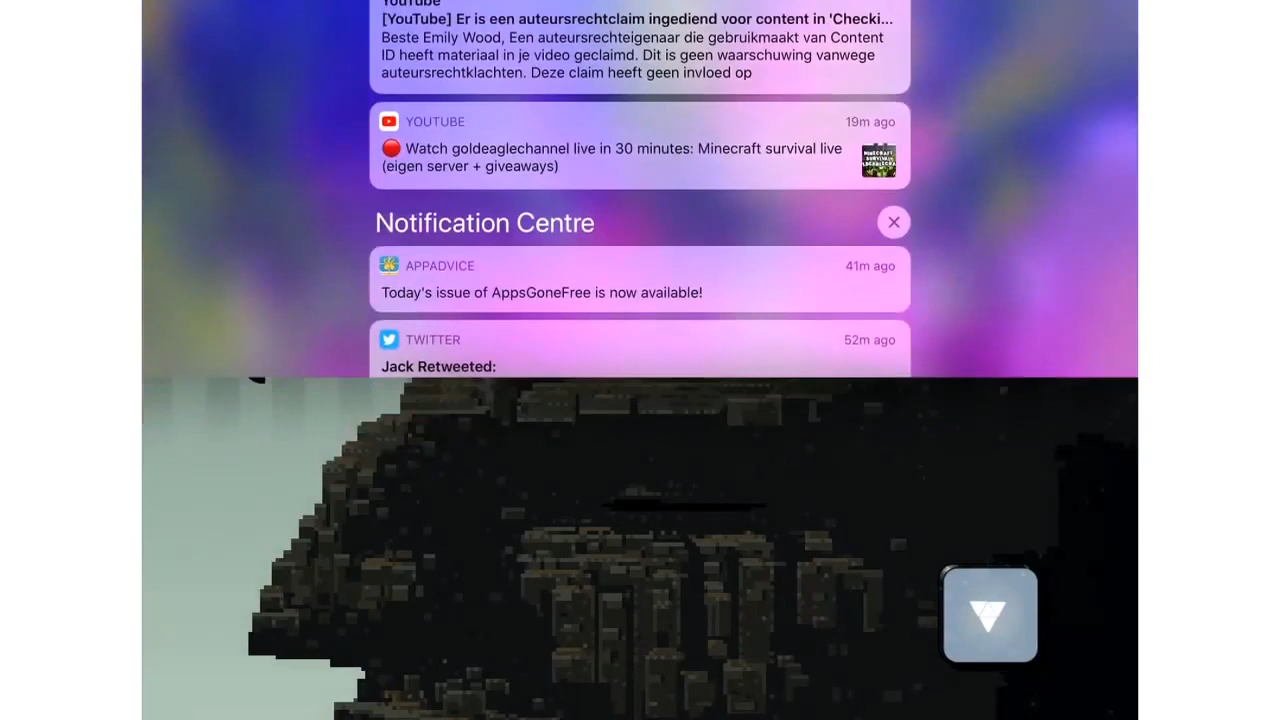 YouTube
[YouTube] Er is een auteursrechtclaim ingediend voor content in 'Checki...
Beste Emily Wood, Een auteursrechteigenaar die gebruikmaakt van Content
ID heeft materiaal in je video geclaimd. Dit is geen waarschuwing vanwege
auteursrechtklachten. Deze claim heeft geen invloed op
YOUTUBE 19m ago
🔴 Watch goldeaglechannel live in 30 minutes: Minecraft survival live
(eigen server + giveaways)
MINECRAFT
SURVIVAL
Notification Centre
APPADVICE 41m ago
Today's issue of AppsGoneFree is now available!
TWITTER 52m ago
Jack Retweeted: